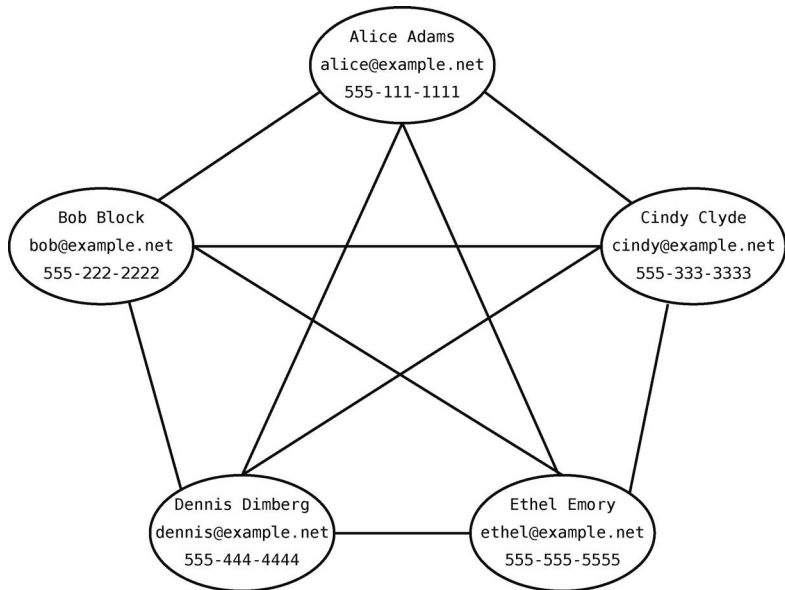 Alice Adams
alice@example.net
555-111-1111
Bob Block
bob@example.net
555-222-2222
Cindy Clyde
cindy@example.net
555-333-3333
Dennis Dimberg
dennis@example.net
555-444-4444
Ethel Emory
ethel@example.net
555-555-5555